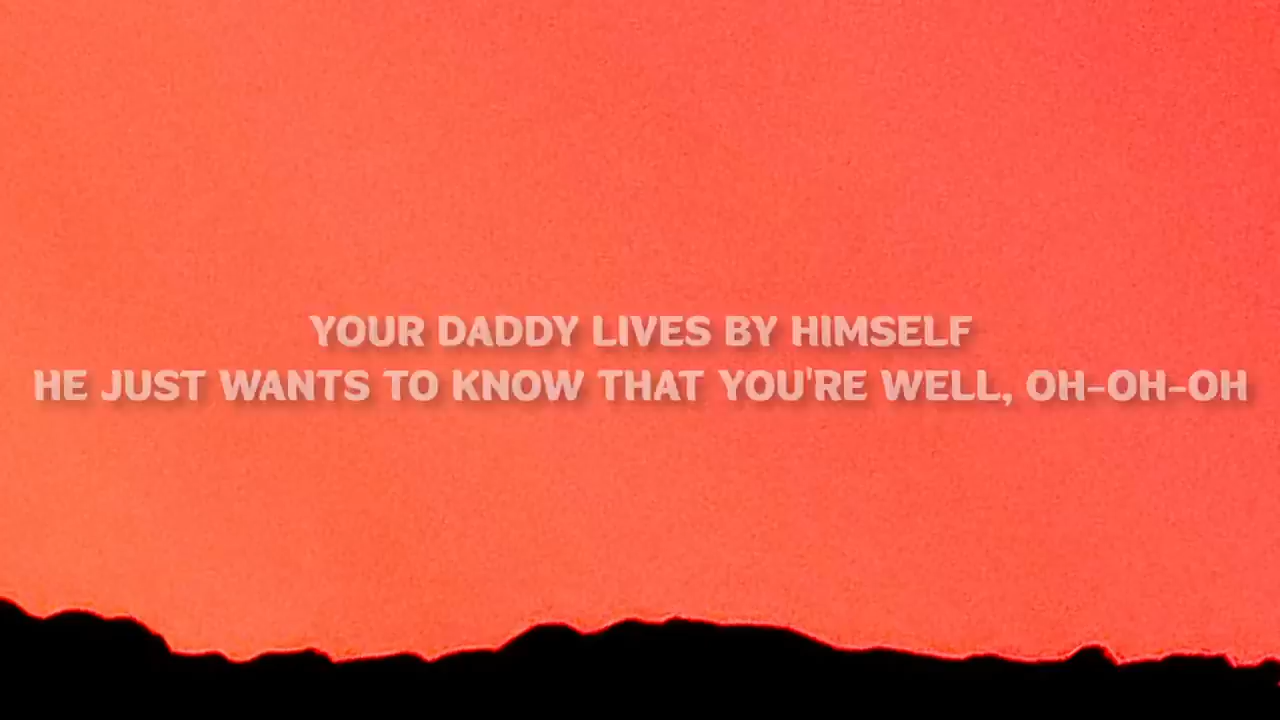 YOUR DADDY LIVES BY HIMSELF
HE JUST WANTS TO KNOW THAT YOU'RE WELL, OH-OH-OH